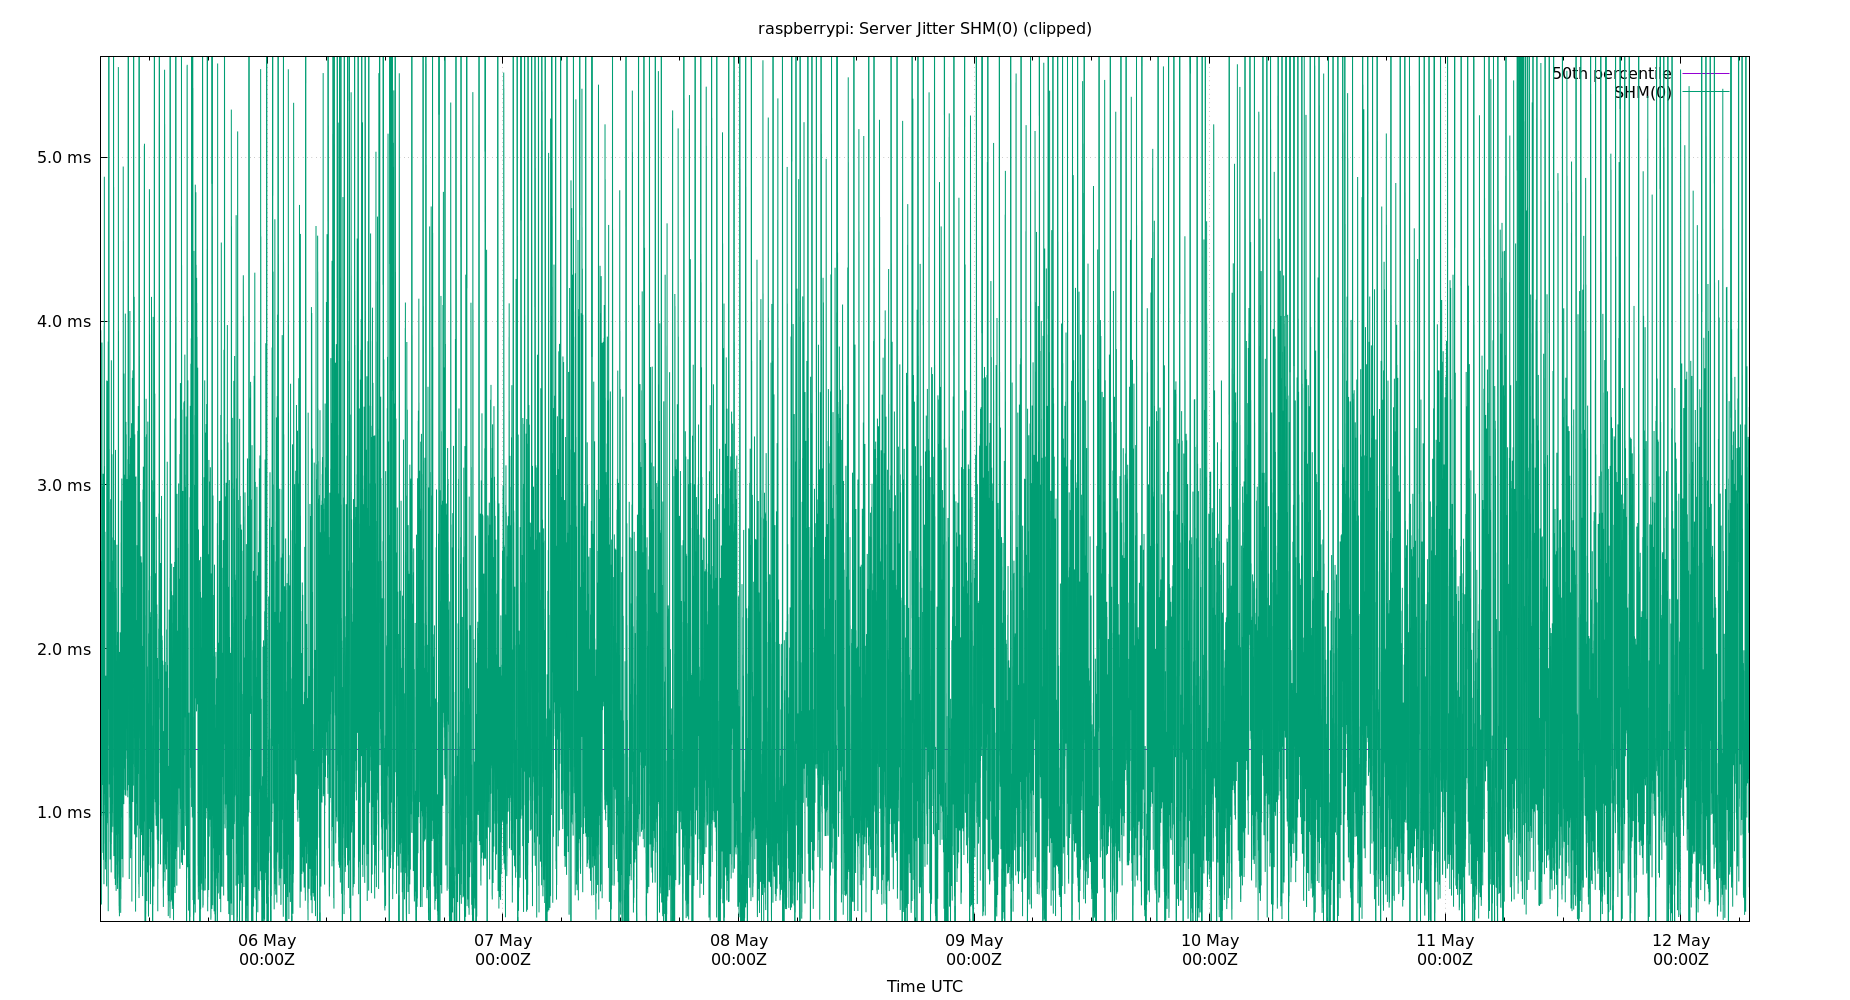 raspberrypi: Server Jitter SHM(0) (clipped)
50th percentile
SHM(0)
5.0 ms
4.0 ms
3.0 ms
2.0 ms
1.0 ms
06 May 07 May 08 May 09 May 10 May 11 May 12 May
00:00Z 00:00Z 00:00Z 00:00Z 00:00Z 00:00Z 00:00Z
Time UTC